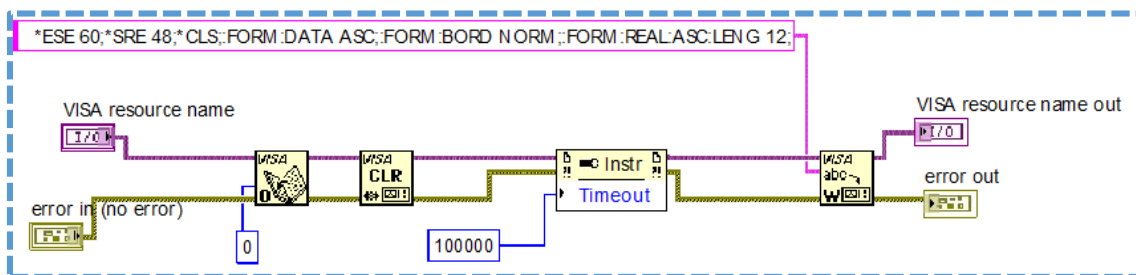 *ESE 60;*SRE 48;*CLS;:FORM:DATA ASC;:FORM:BORD NORM;:FORM:REAL:ASC:LENG 12;
VISA resource name
I/O
VISA resource name out
I/O
VISA
O
VISA
CLR
Instr
Timeout
VISA
abc
W
error in (no error)
error out
0
100000